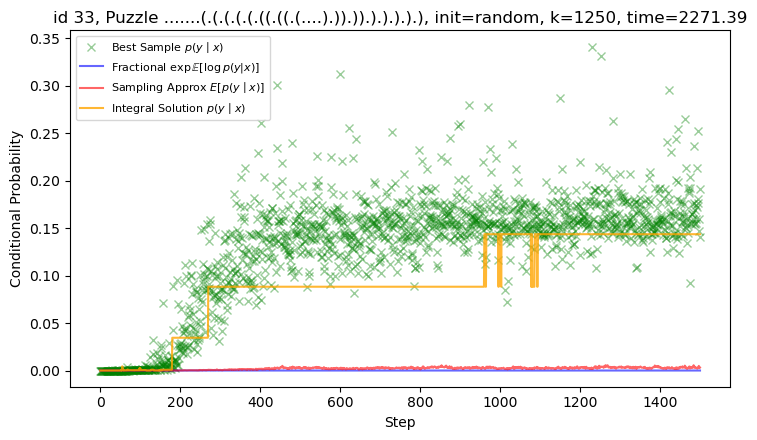 id 33, Puzzle .......(.(.(.(.(.((.((.(....).)).)).).).).).), init=random, k=1250, time=2271.39
Best Sample p(y | x)
Fractional exp𝔼[log p(y|x)]
Sampling Approx E[p(y | x)]
Integral Solution p(y | x)
Conditional Probability
0.35
0.30
0.25
0.20
0.15
0.10
0.05
0.00
0 200 400 600 800 1000 1200 1400
Step